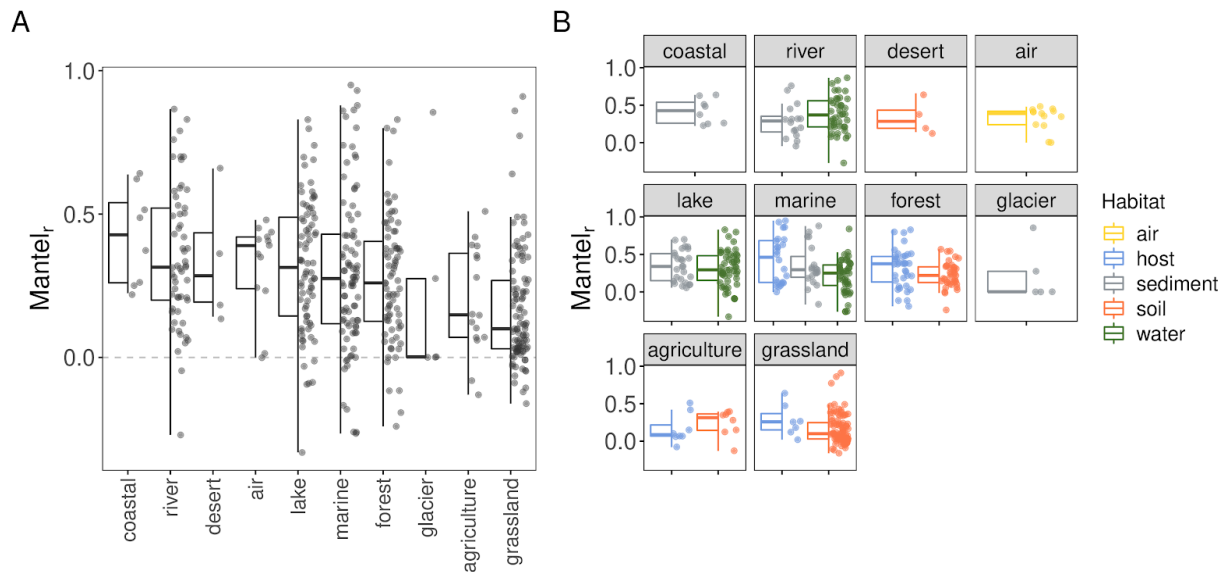 A
Mantelr
1.0
0.5
0.0
coastal
river
desert
air
lake
marine
forest
glacier
agriculture
grassland
B
Mantelr
coastal
river
desert
air
1.0
0.5
0.0
lake
marine
forest
glacier
1.0
0.5
0.0
agriculture
grassland
1.0
0.5
0.0
Habitat
air
host
sediment
soil
water